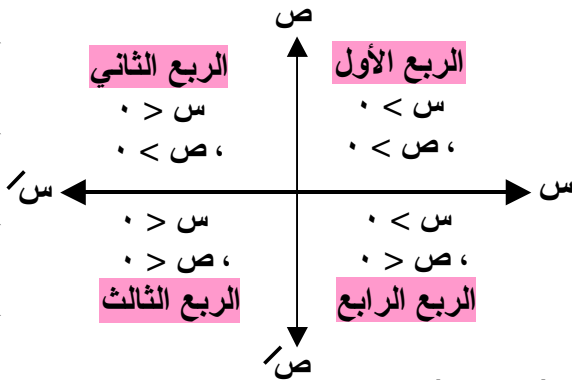 ص
الربع الأول
س > ٠
، ص > ٠
الربع الثاني
س < ٠
، ص > ٠
س
س/
س < ٠
، ص < ٠
الربع الثالث
س > ٠
، ص < ٠
الربع الرابع
ص/